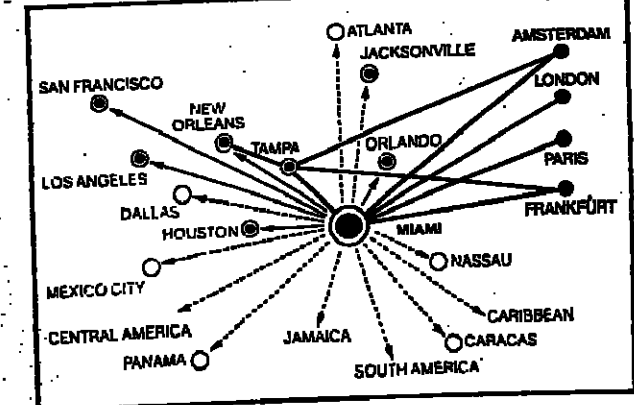 ATLANTA
AMSTERDAM
JACKSONVILLE
SAN FRANCISCO
LONDON
NEW
ORLEANS
TAMPA
ORLANDO
PARIS
LOS ANGELES
DALLAS
FRANKFURT
HOUSTON
MIAMI
NASSAU
MEXICO CITY
CARIBBEAN
CENTRAL AMERICA
JAMAICA
CARACAS
PANAMA
SOUTH AMERICA